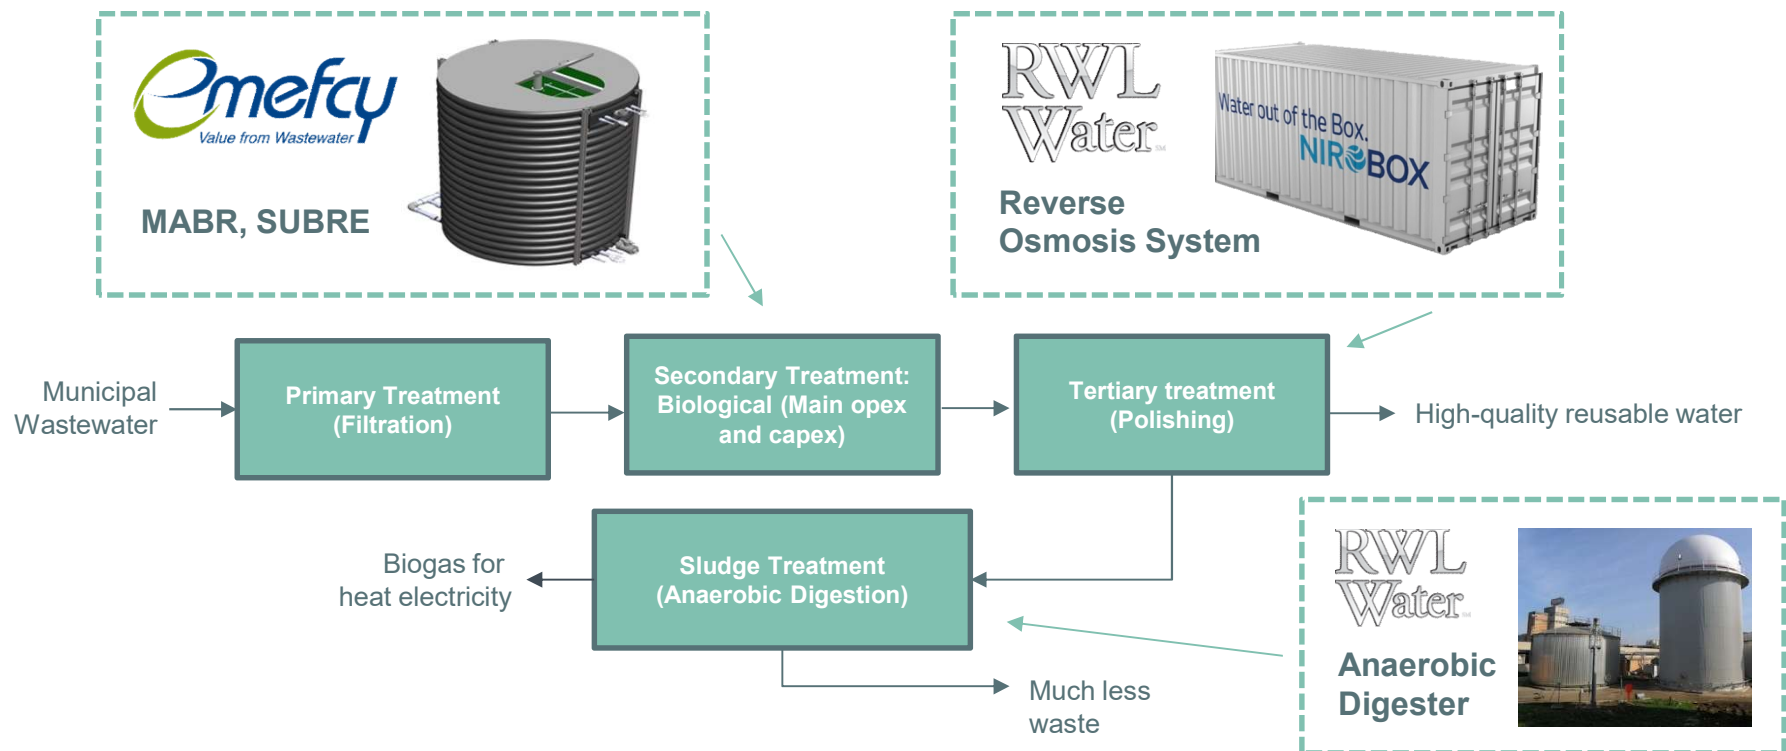 emefcy
Value from Wastewater
MABR, SUBRE
RWL
Water
SM
Reverse
Osmosis System
Water out of the Box.
NIROBOX
Municipal
Wastewater
Primary Treatment
(Filtration)
Secondary Treatment:
Biological (Main opex
and capex)
Tertiary treatment
(Polishing)
High-quality reusable water
Biogas for
heat electricity
Sludge Treatment
(Anaerobic Digestion)
Much less
waste
RWL
Water
SM
Anaerobic
Digester